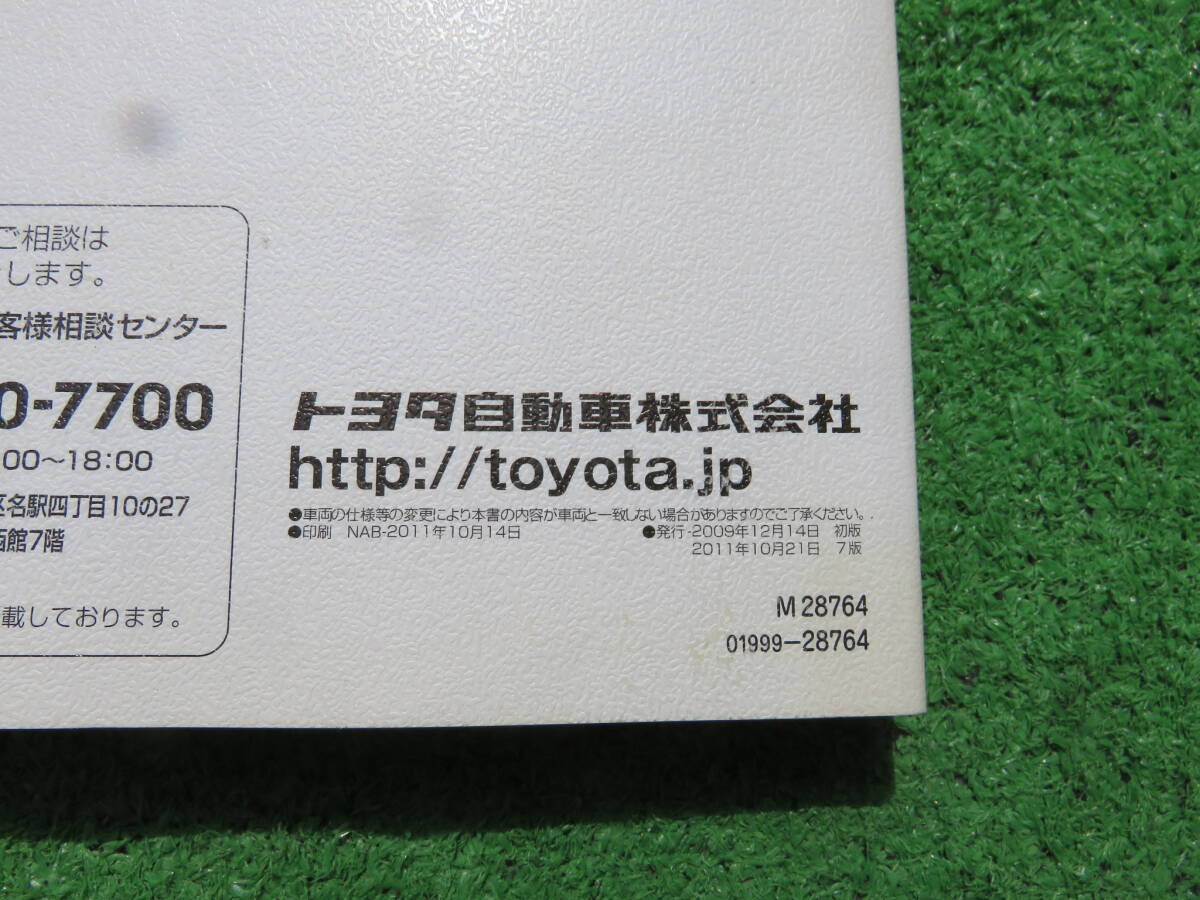 ご相談は
します。
客様相談センター
0-7700
00～18:00
区名駅四丁目10の27
館7階
載しております。
トヨタ自動車株式会社
http://toyota.jp
●車両の仕様等の変更により本書の内容が車両と一致しない場合がありますのでご了承ください。
●印刷 NAB-2011年10月14日 ●発行-2009年12月14日 初版
2011年10月21日 7版
M 28764
01999-28764